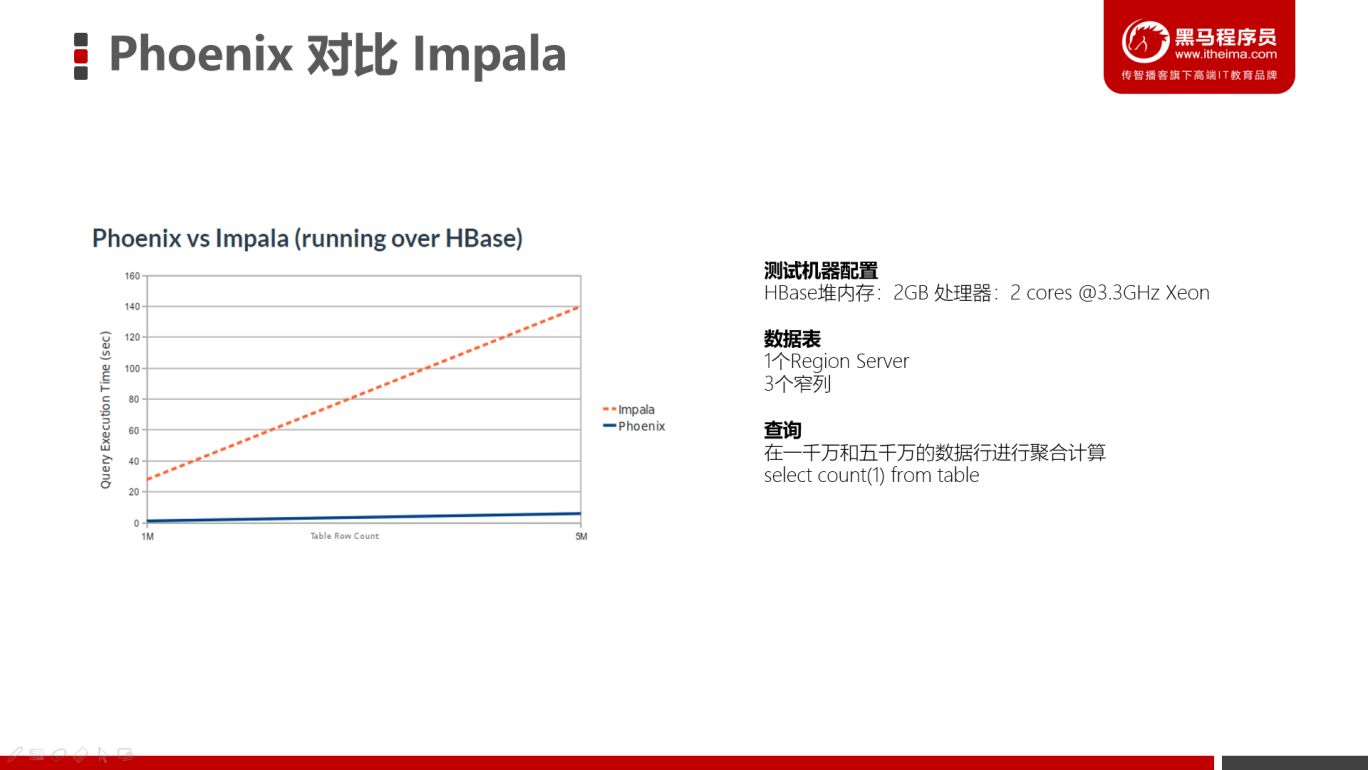 Phoenix 对比 Impala
黑马程序员
www.itheima.com
传智播客旗下高端IT教育品牌
Phoenix vs Impala (running over HBase)
160
140
120
100
80
60
40
20
0
Query Execution Time (sec)
1M
Table Row Count
5M
Impala
Phoenix
测试机器配置
HBase堆内存：2GB 处理器：2 cores @3.3GHz Xeon
数据表
1个Region Server
3个窄列
查询
在一千万和五千万的数据行进行聚合计算
select count(1) from table